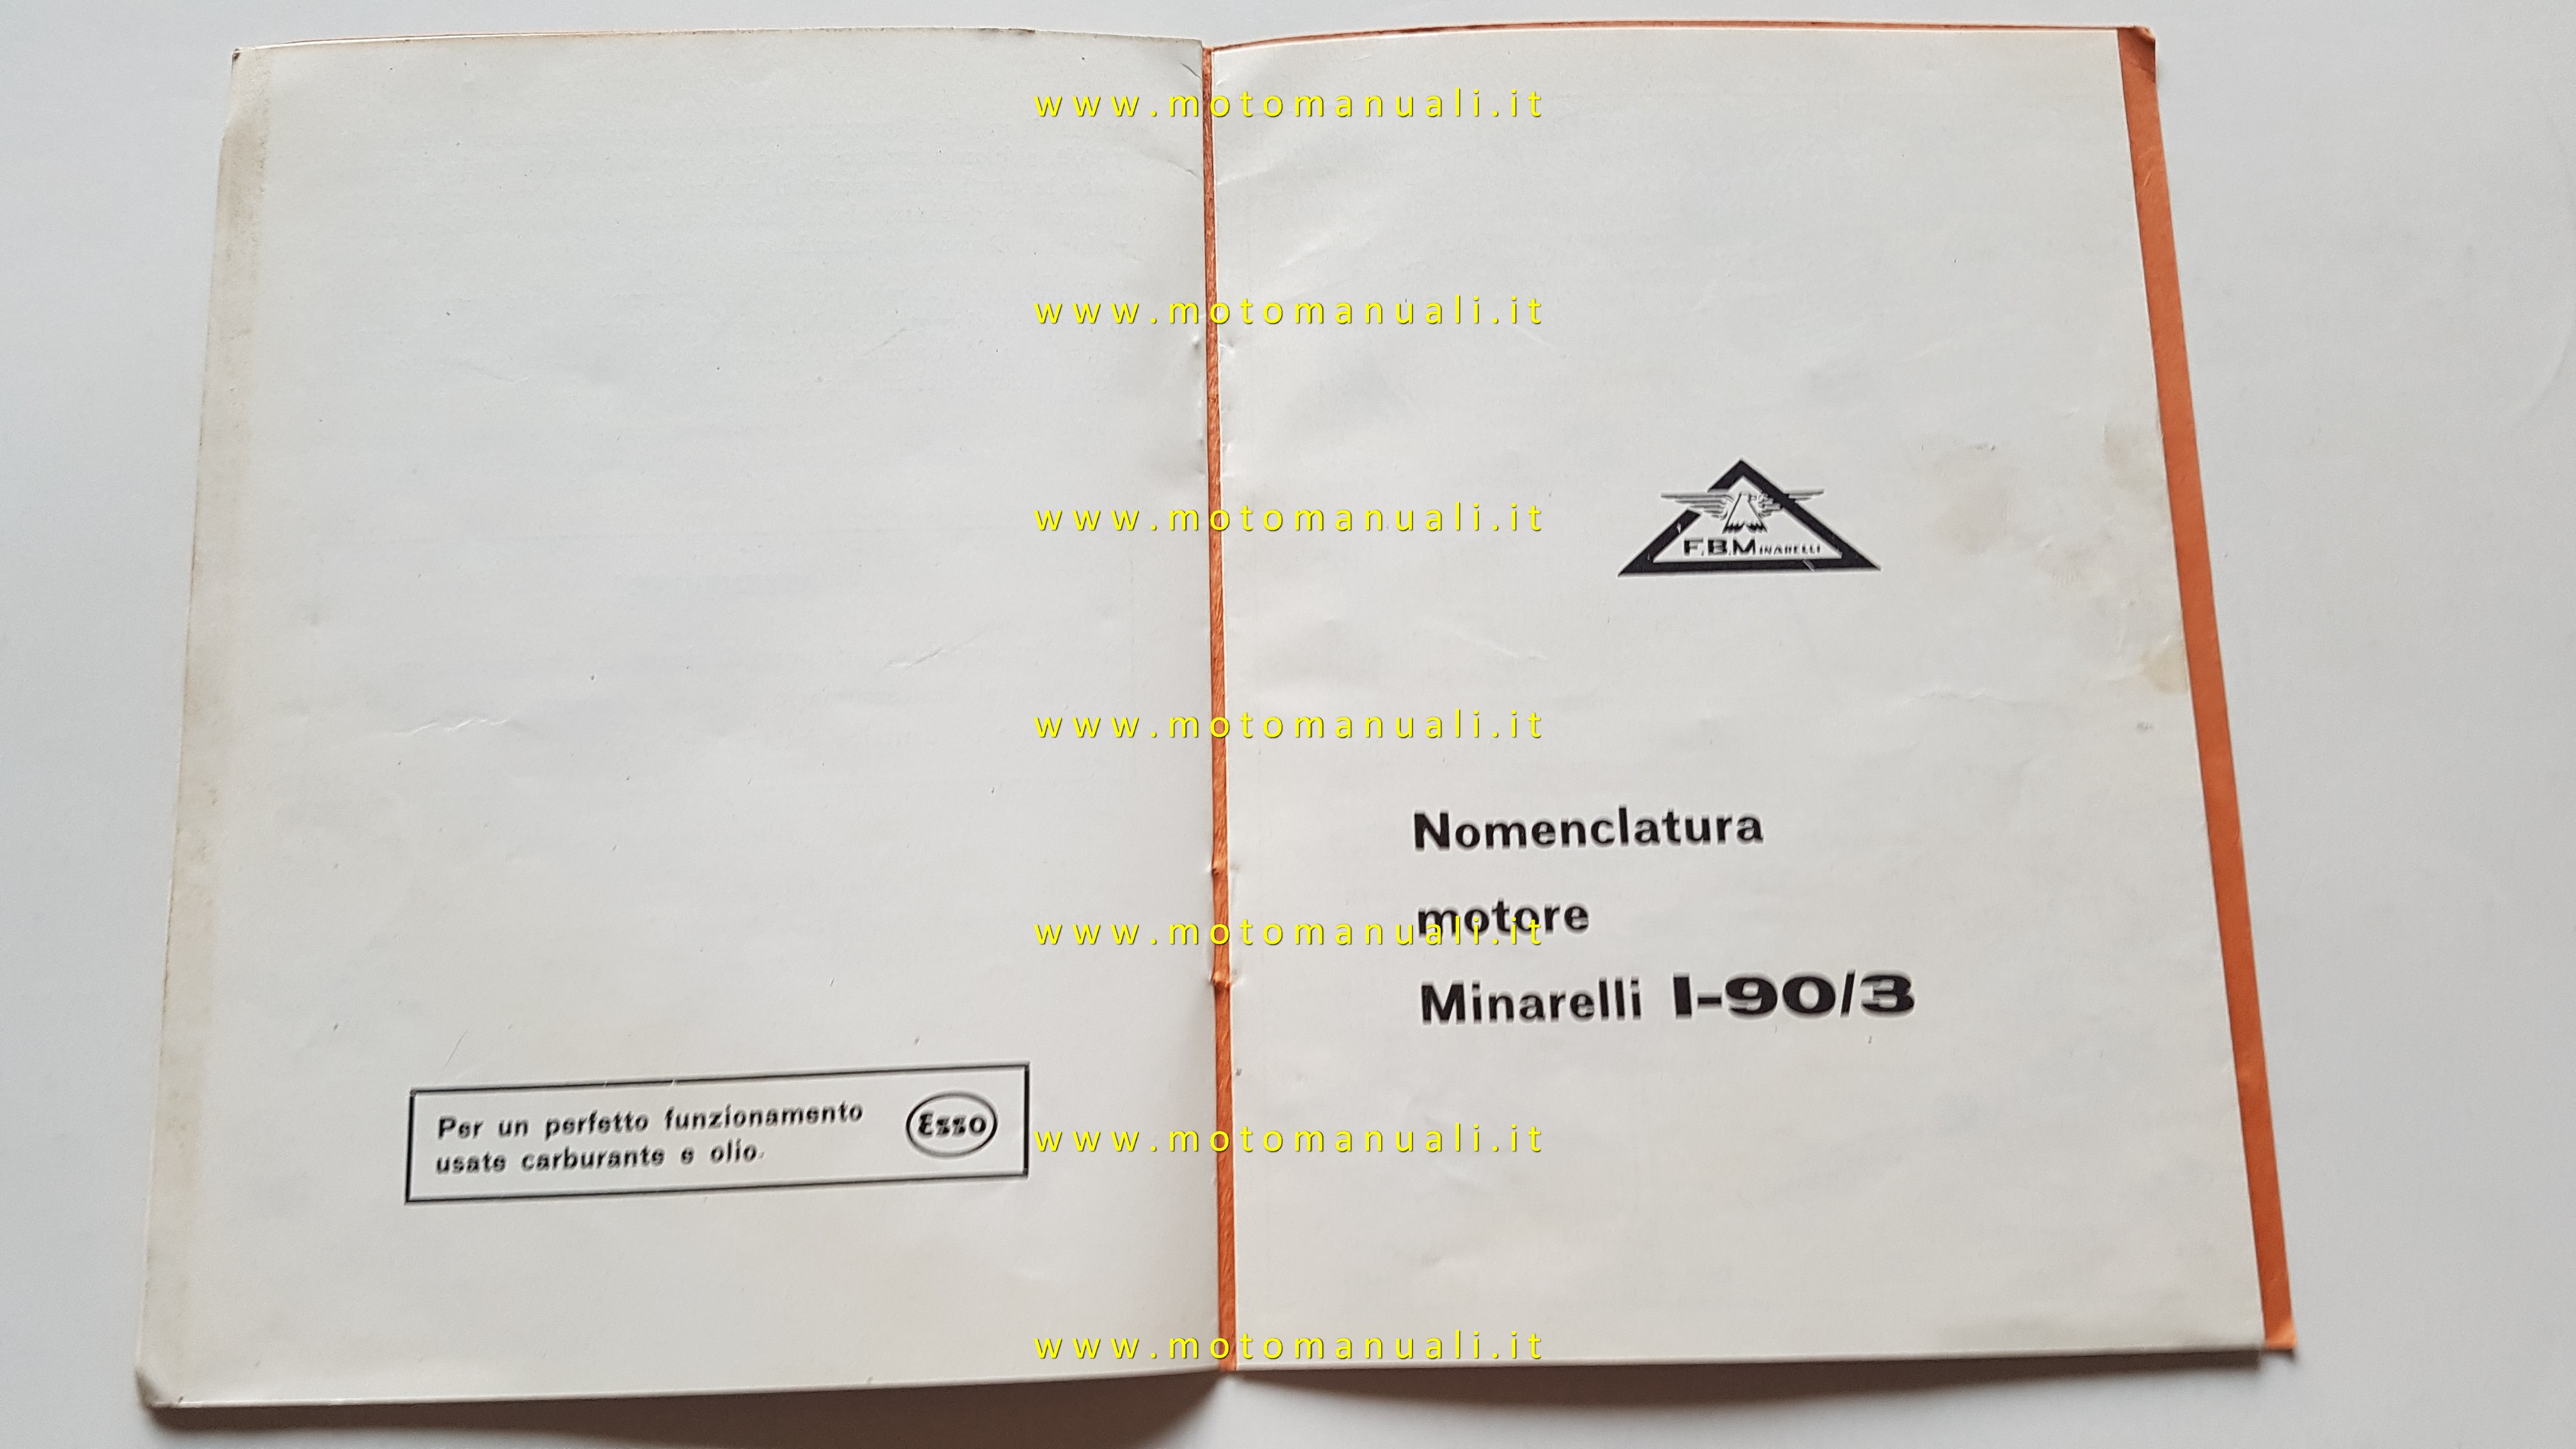 Per un perfetto funzionamento
usate carburante e olio.
Esso
F.B.MINARELLI
Nomenclatura
motore
Minarelli I-90/3
www.motomanuali.it
www.motomanuali.it
www.motomanuali.it
www.motomanuali.it
www.motomanuali.it
www.motomanuali.it
www.motomanuali.it